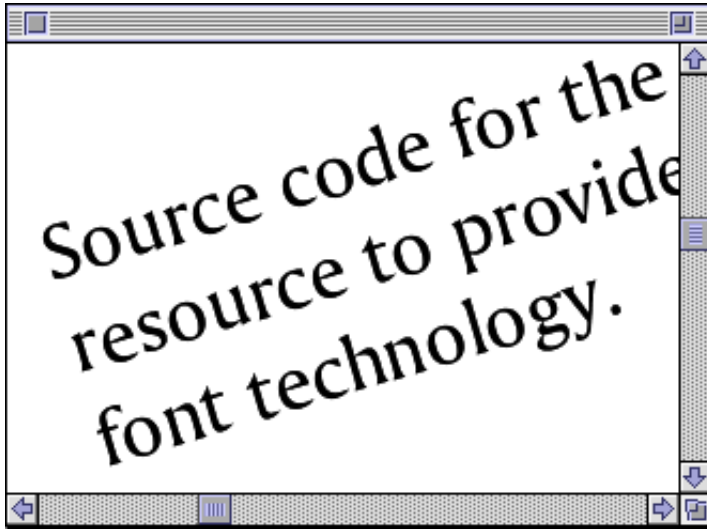 Source code for the
resource to provide
font technology.